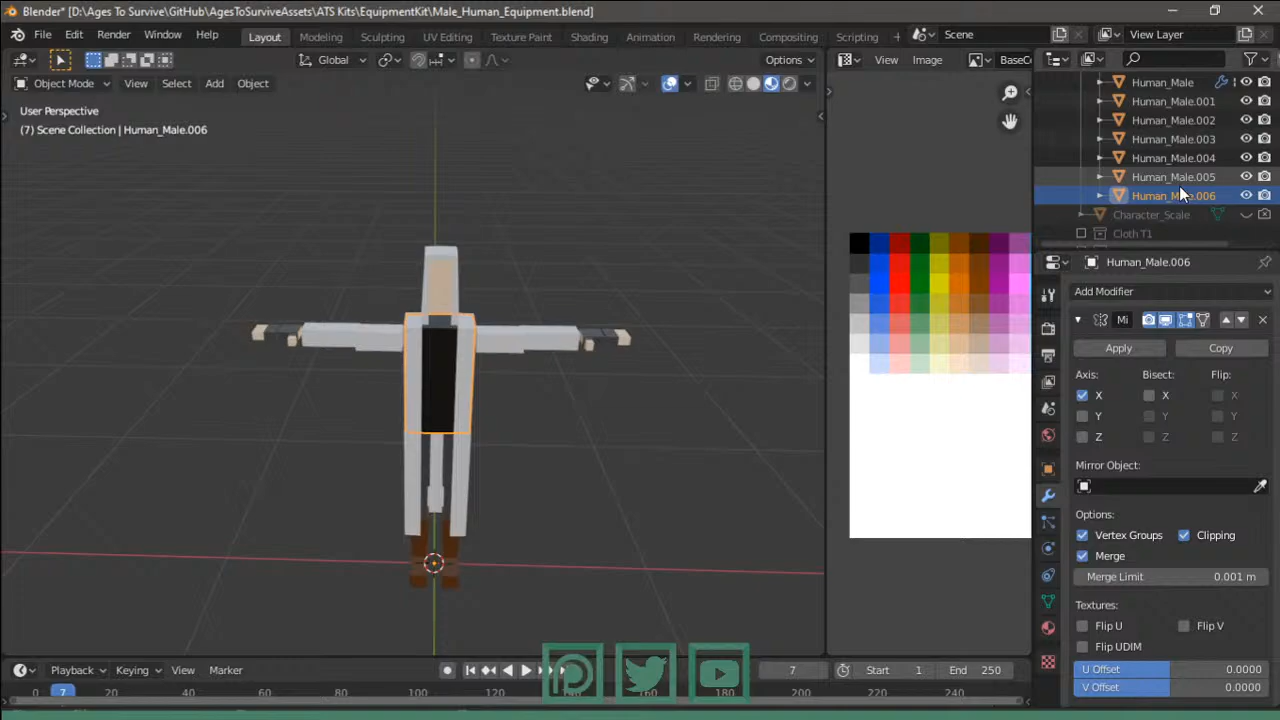 Blender* [D:\Ages To Survive\GitHub\AgesToSurviveAssets\ATS Kits\EquipmentKit\Male_Human_Equipment.blend]
File Edit Render Window Help Layout Modeling Sculpting UV Editing Texture Paint Shading Animation Rendering Compositing Scripting Scene View Layer
Global Options View Image BaseC
Object Mode View Select Add Object
User Perspective
(7) Scene Collection | Human_Male.006
Human_Male
Human_Male.001
Human_Male.002
Human_Male.003
Human_Male.004
Human_Male.005
Human_Male.006
Character_Scale
Cloth T1
Human_Male.006
Add Modifier
Mi
Apply Copy
Axis: Bisect: Flip:
X X X
Y Y Y
Z Z Z
Mirror Object:
Options:
Vertex Groups Clipping
Merge
Merge Limit 0.001 m
Textures:
Flip U Flip V
Flip UDIM
U Offset 0.0000
V Offset 0.0000
Playback Keying View Marker 7 Start 1 End 250
0 7 20 40 60 80 100 120 140 160 180 200 220 240